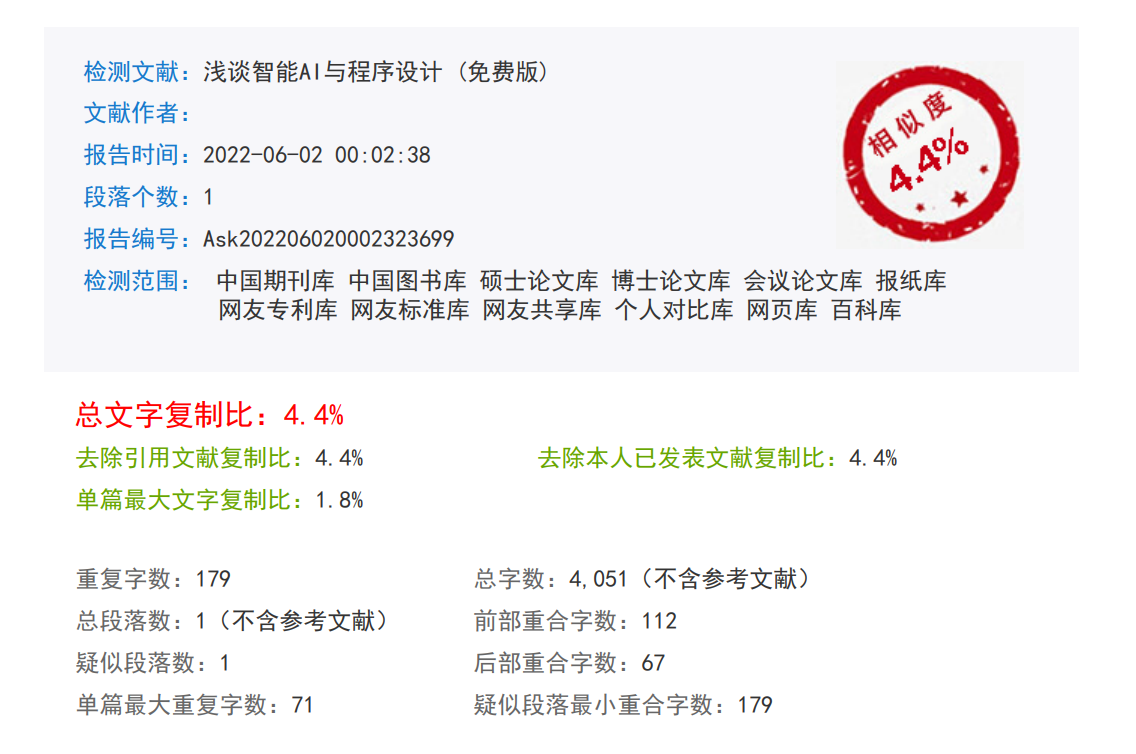 检测文献：浅谈智能AI与程序设计（免费版）
文献作者：
报告时间：2022-06-02 00:02:38
段落个数：1
报告编号：Ask202206020002323699
检测范围： 中国期刊库 中国图书库 硕士论文库 博士论文库 会议论文库 报纸库
网友专利库 网友标准库 网友共享库 个人对比库 网页库 百科库
相似度
4.4%
总文字复制比：4.4%
去除引用文献复制比：4.4% 去除本人已发表文献复制比：4.4%
单篇最大文字复制比：1.8%
重复字数：179 总字数：4,051（不含参考文献）
总段落数：1（不含参考文献） 前部重合字数：112
疑似段落数：1 后部重合字数：67
单篇最大重复字数：71 疑似段落最小重合字数：179